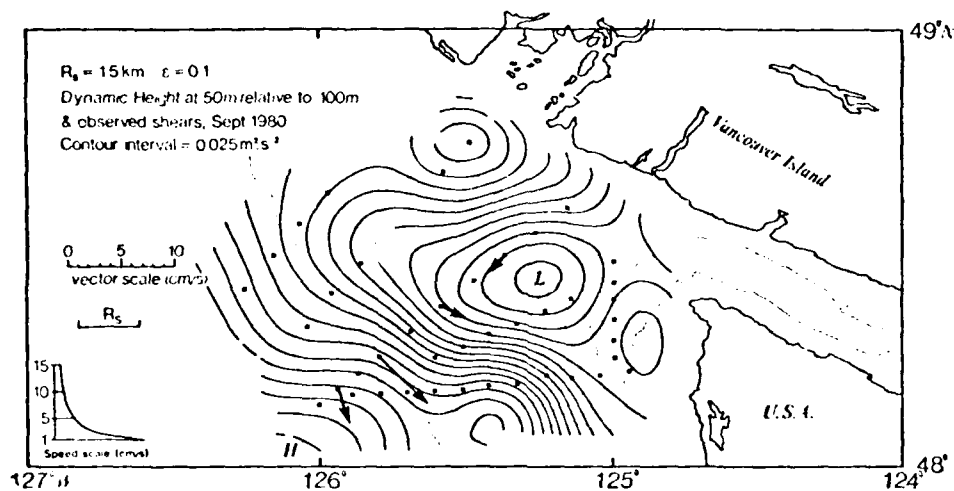 49°N
Rs = 15 km ε = 0.1
Dynamic Height at 50m relative to 100m
& observed shears, Sept 1980
Contour interval = 0.025 m² s⁻²
Vancouver Island
0 5 10
vector scale (cm/s)
Rs
L
15
10
5
1
Speed scale (cm/s)
H
U.S.A.
48°
127°W
126°
125°
124°